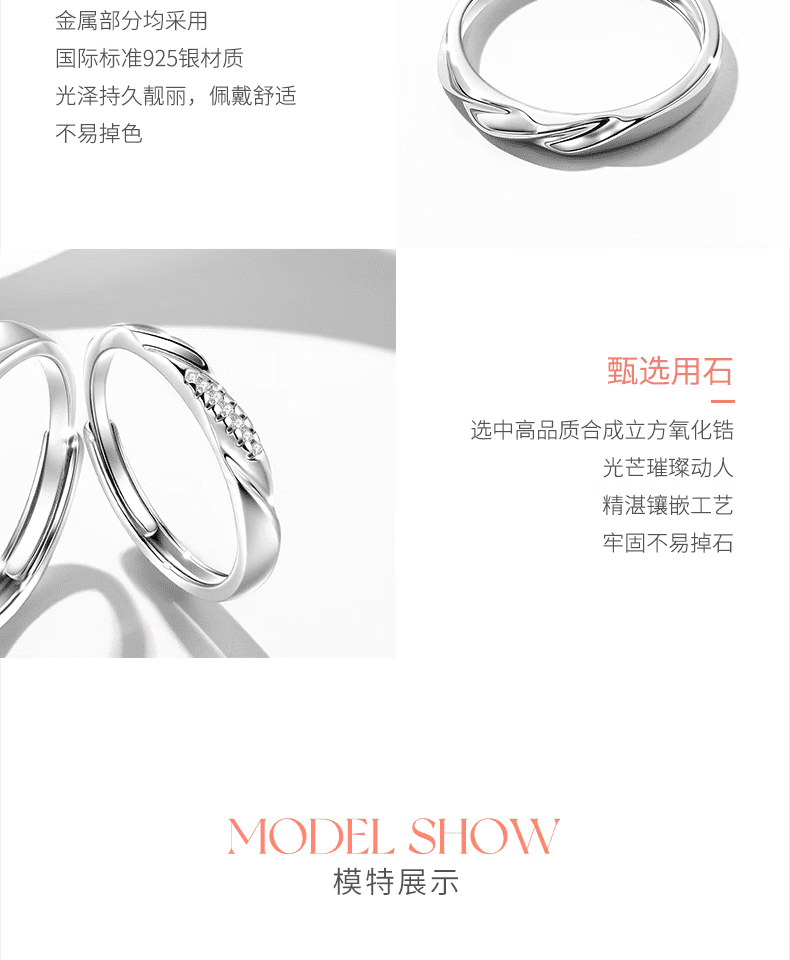 金属部分均采用
国际标准925银材质
光泽持久靓丽，佩戴舒适
不易掉色
甄选用石
选中高品质合成立方氧化锆
光芒璀璨动人
精湛镶嵌工艺
牢固不易掉石
MODEL SHOW
模特展示